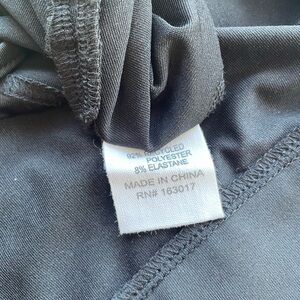 92% RECYCLED
POLYESTER
8% ELASTANE
MADE IN CHINA
RN# 163017